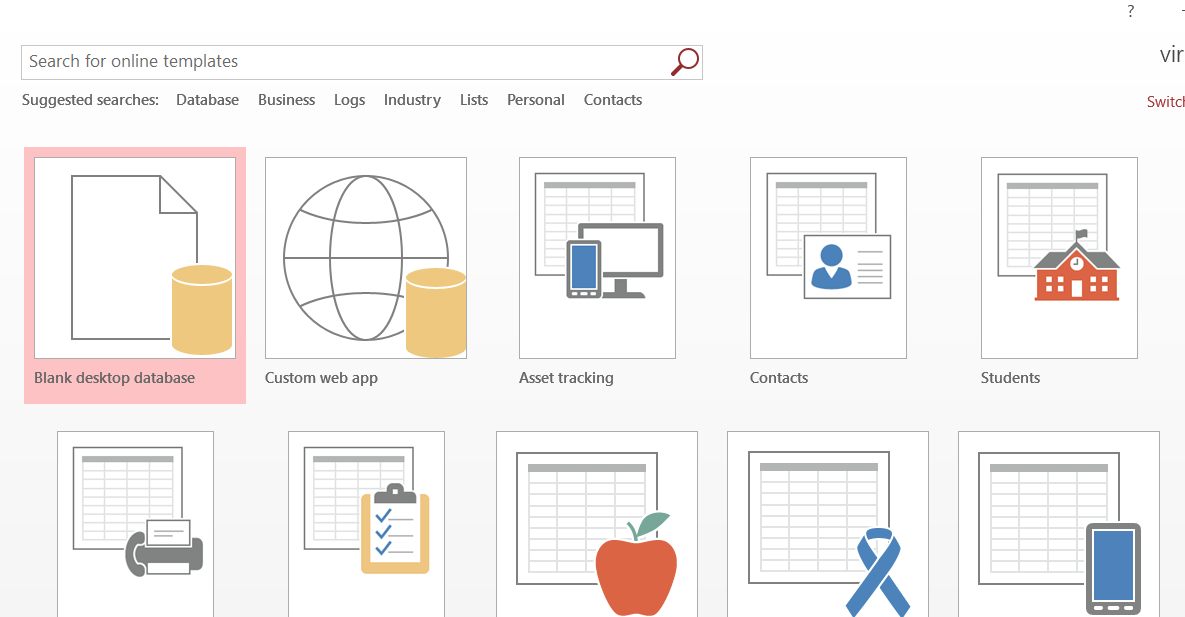 ?
Search for online templates
vir
Suggested searches: Database Business Logs Industry Lists Personal Contacts
Switch
Blank desktop database
Custom web app
Asset tracking
Contacts
Students